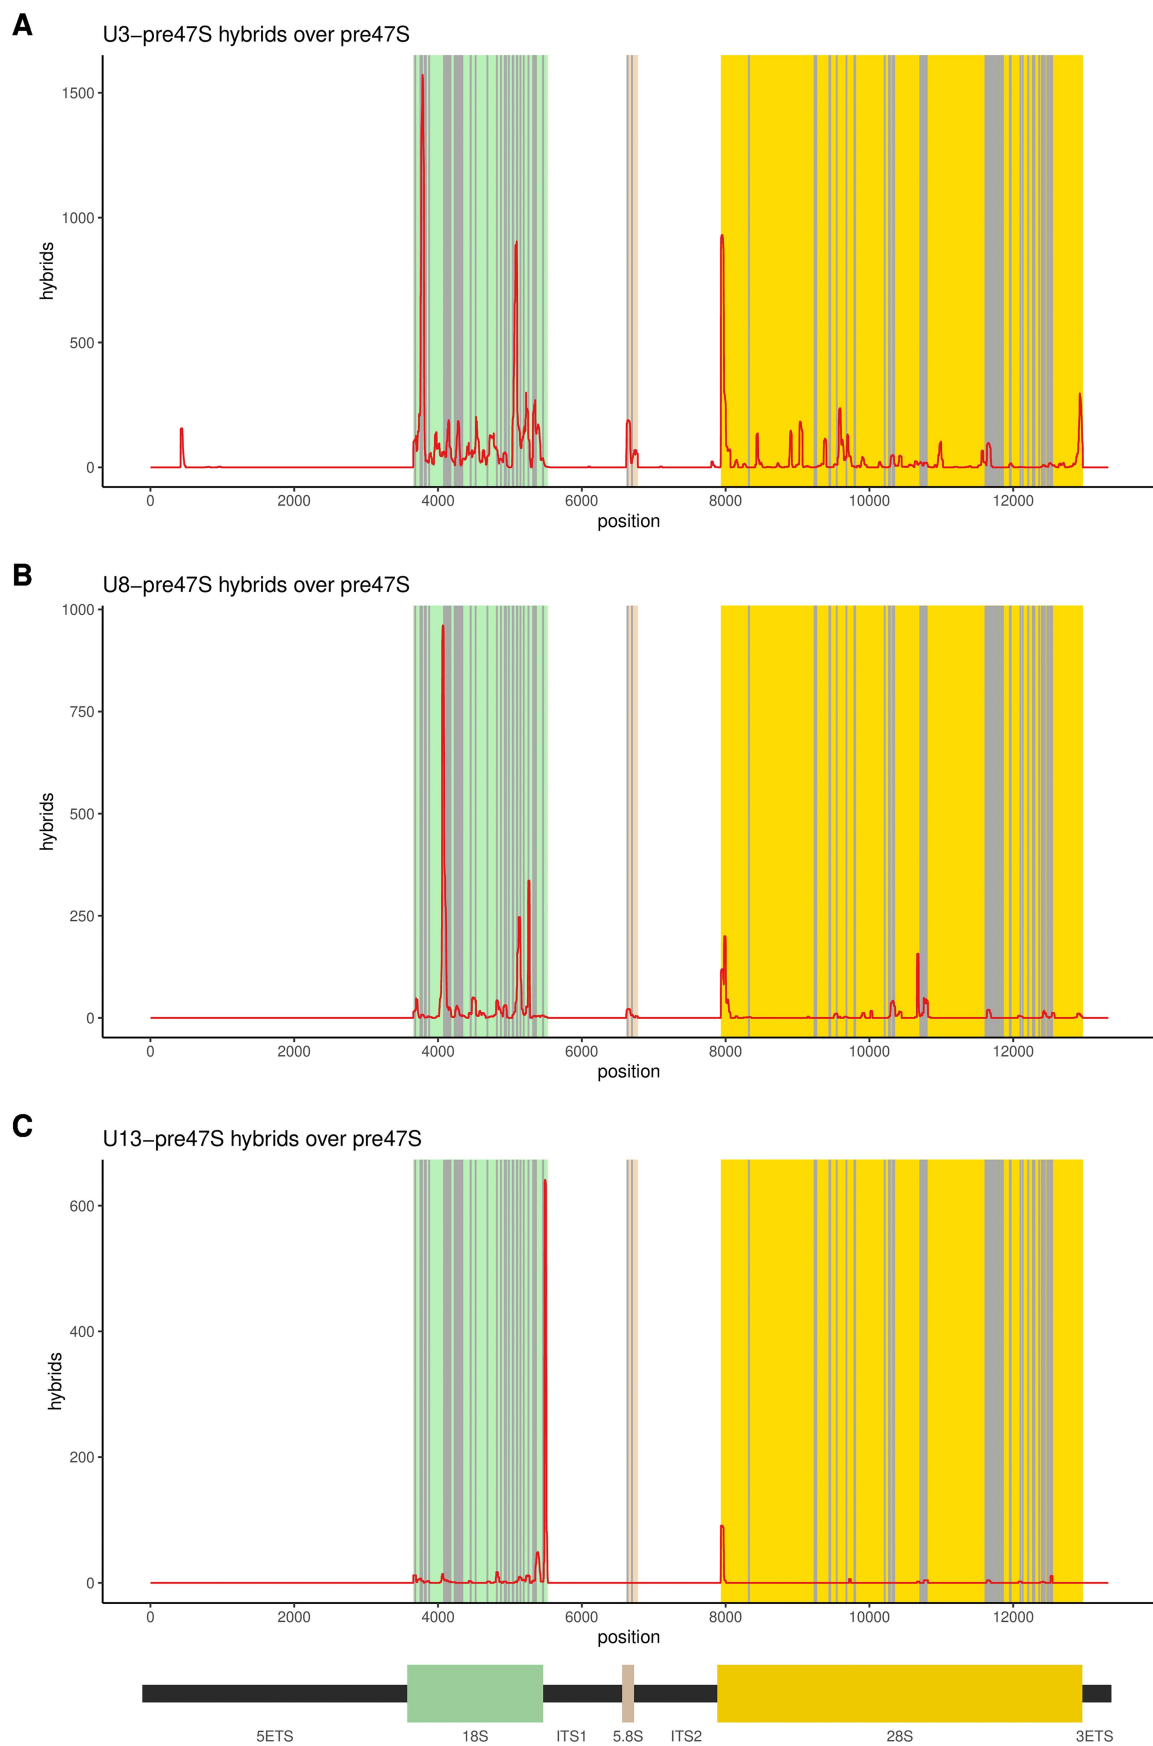 A
U3–pre47S hybrids over pre47S
1500
1000
500
0
hybrids
0 2000 4000 6000 8000 10000 12000
position
B
U8–pre47S hybrids over pre47S
1000
750
500
250
0
hybrids
0 2000 4000 6000 8000 10000 12000
position
C
U13–pre47S hybrids over pre47S
600
400
200
0
hybrids
0 2000 4000 6000 8000 10000 12000
position
5ETS 18S ITS1 5.8S ITS2 28S 3ETS